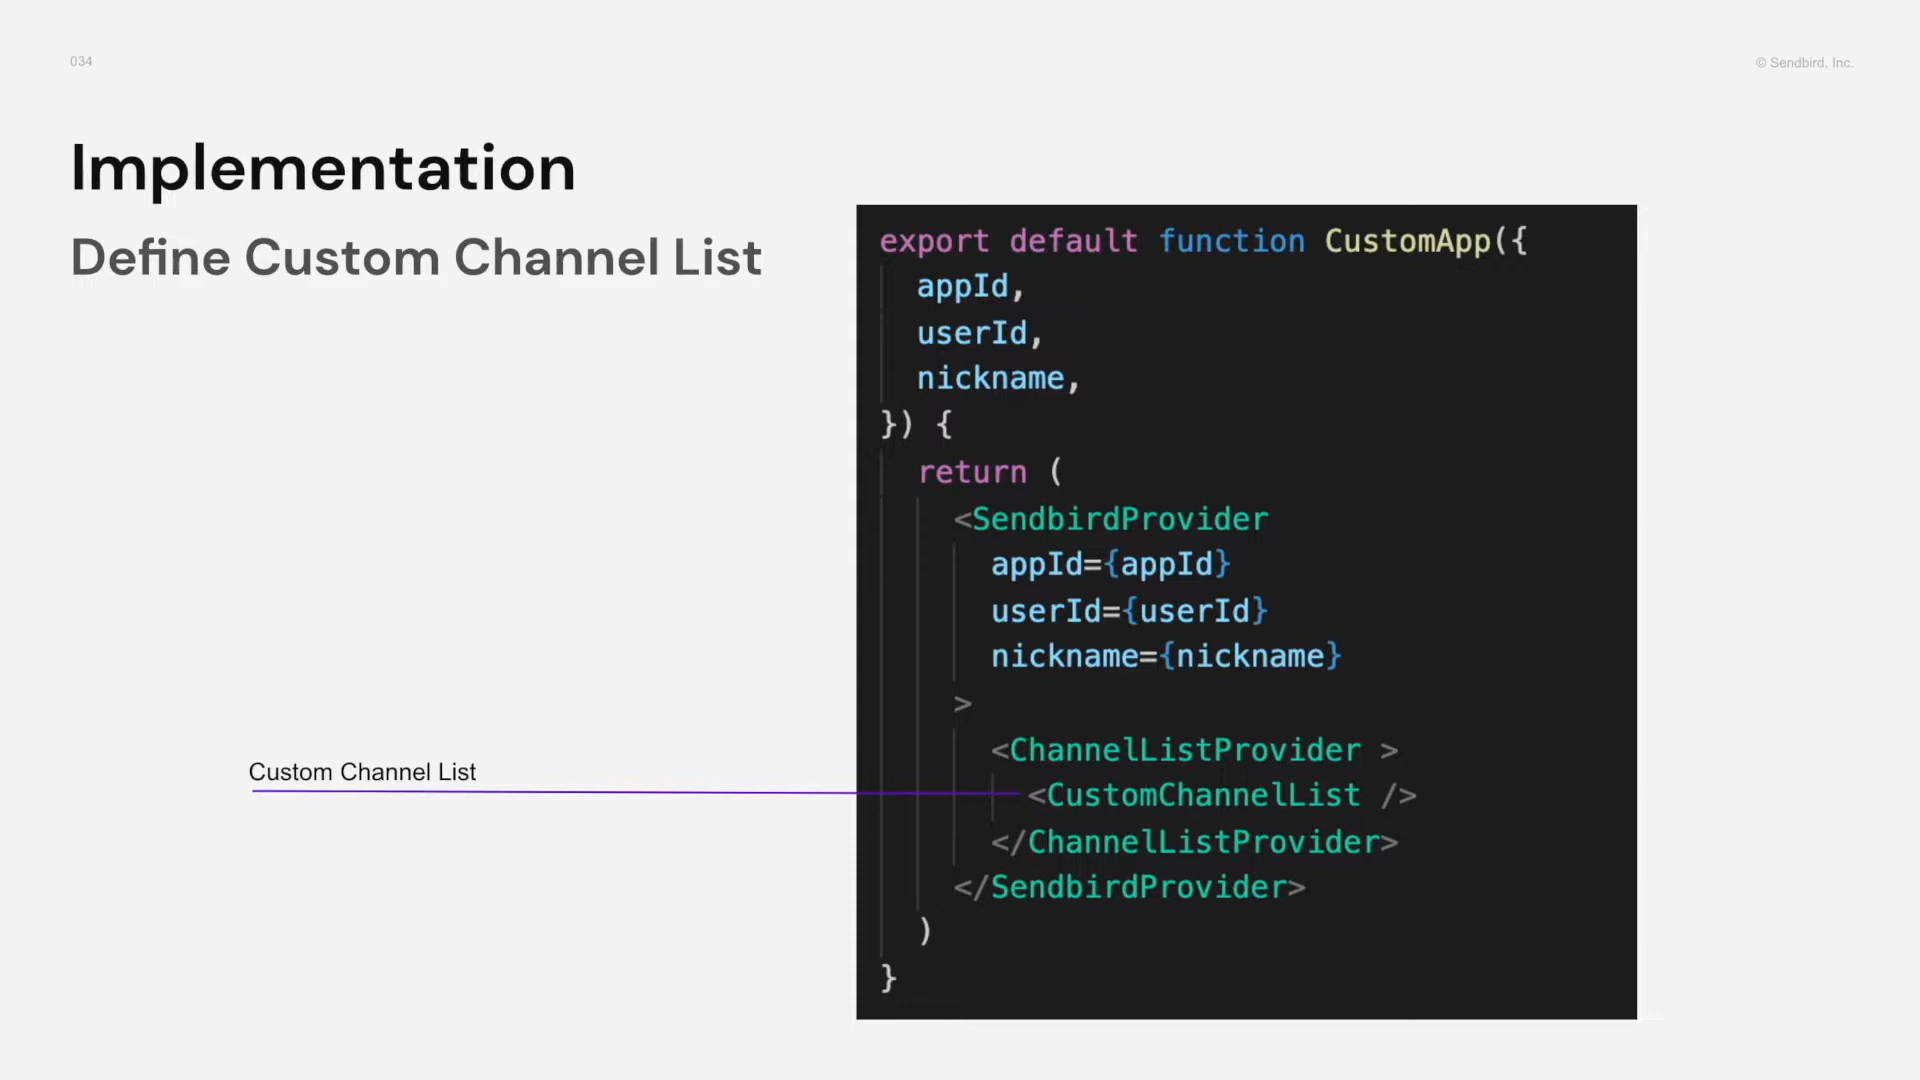 034
© Sendbird, Inc.
Implementation
Define Custom Channel List
export default function CustomApp({
  appId,
  userId,
  nickname,
}) {
  return (
    <SendbirdProvider
      appId={appId}
      userId={userId}
      nickname={nickname}
    >
      <ChannelListProvider >
        <CustomChannelList />
      </ChannelListProvider>
    </SendbirdProvider>
  )
}
Custom Channel List